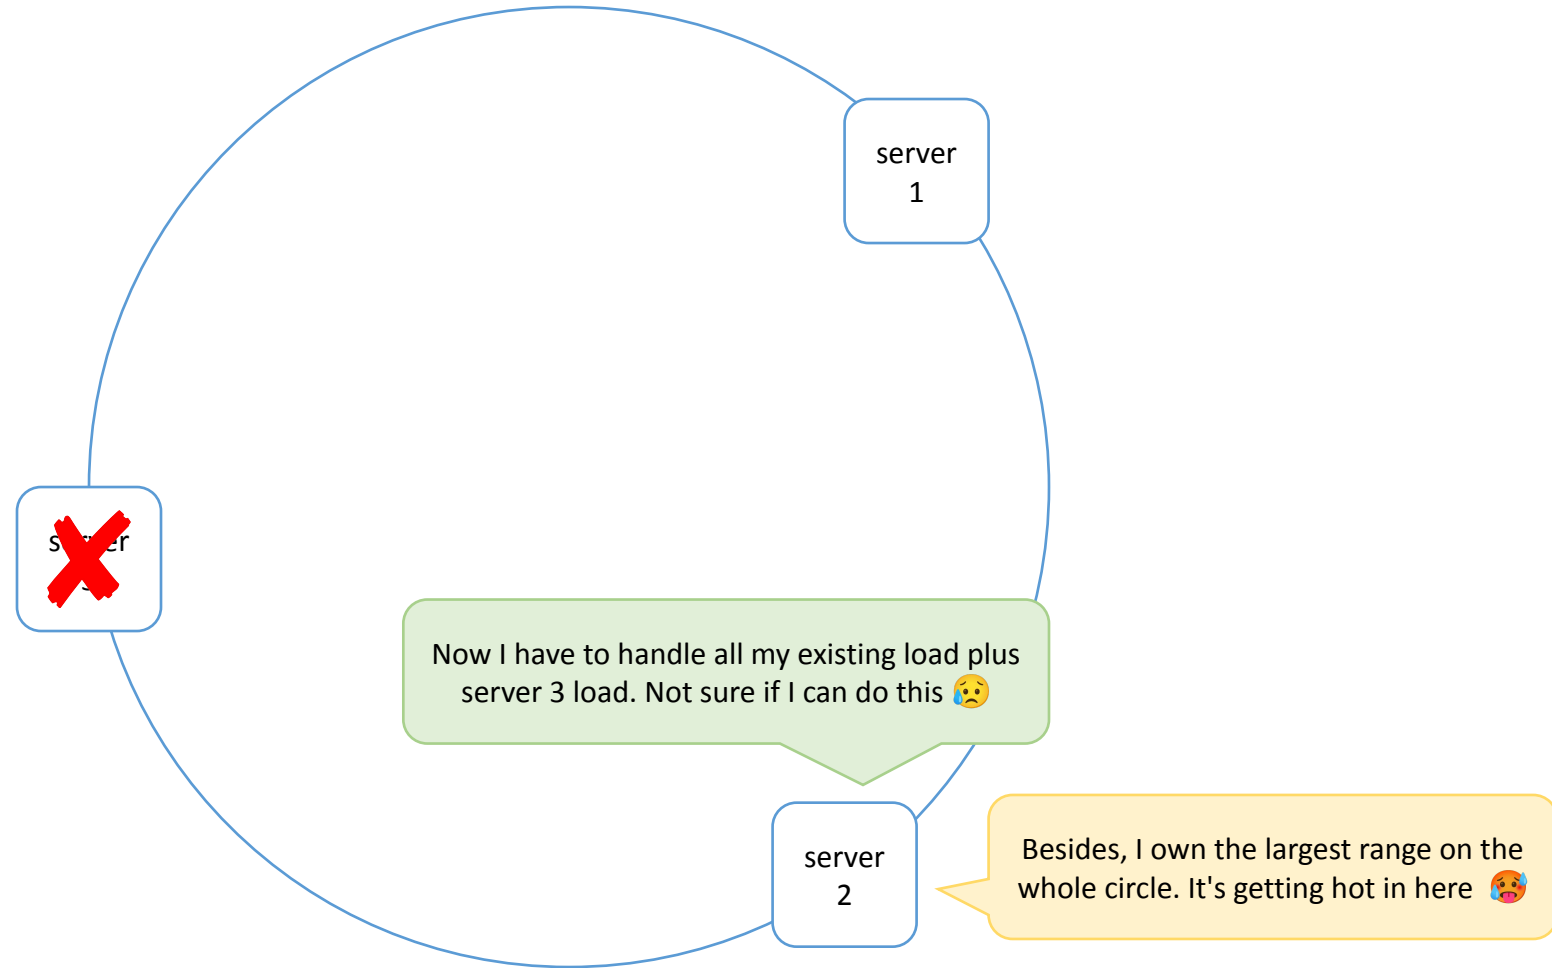 server
1
Now I have to handle all my existing load plus
server 3 load. Not sure if I can do this 😥
server
2
Besides, I own the largest range on the
whole circle. It's getting hot in here 🥵